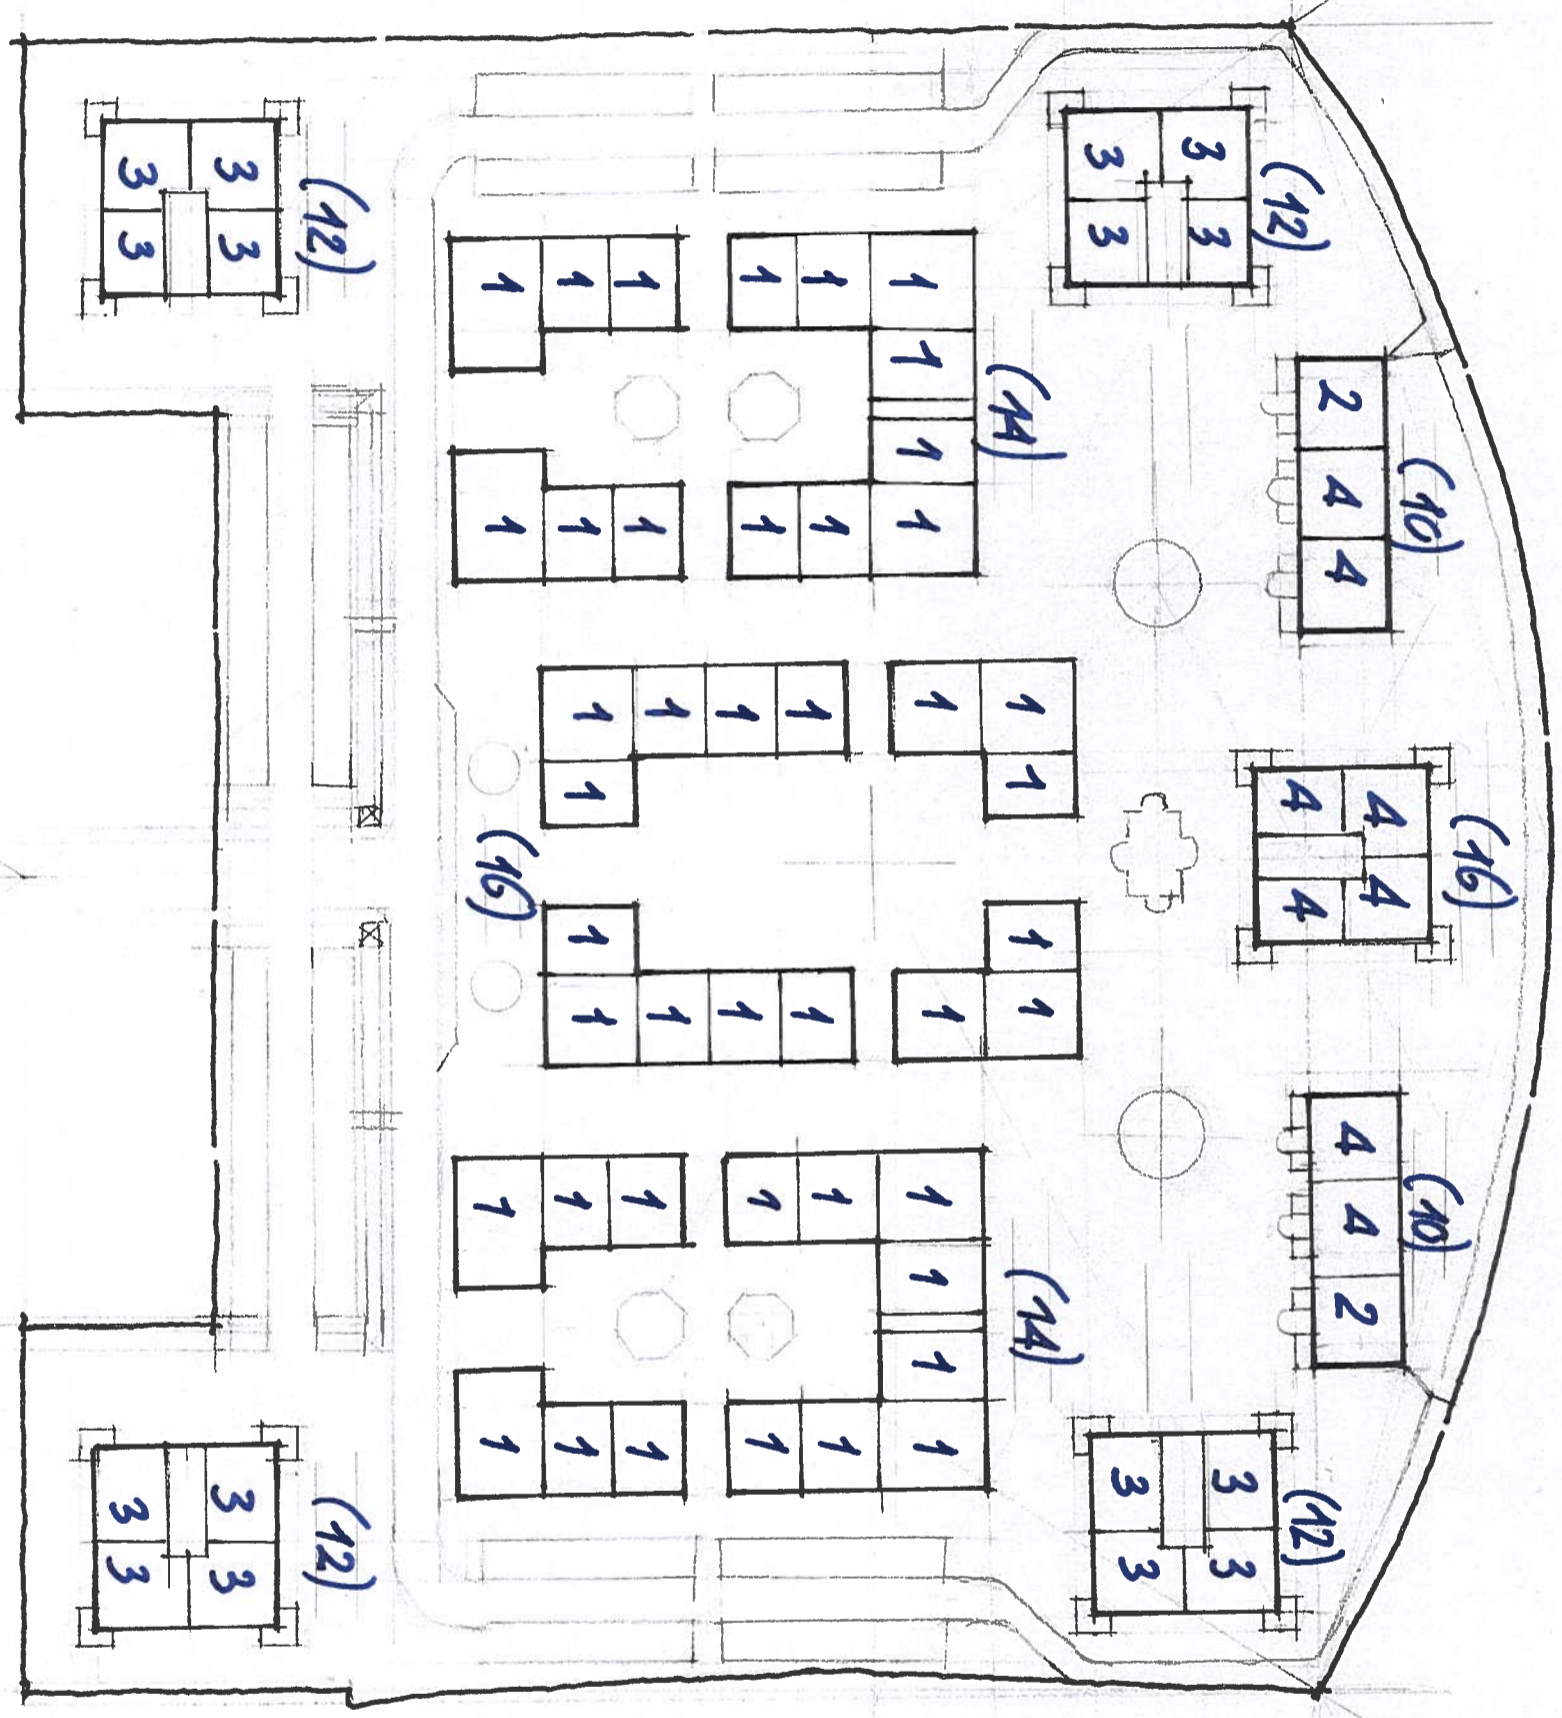 (10) (16) (10)
2 4 4 4 4 4 4 2
4 4
(12) (12)
3 3 3 3
3 3 3 3
(14) (14)
1 1 1 1
1 1 1 1 1 1 1 1 1 1
1 1 1 1 1 1
1 1 1 1 1 1
1 1 1 1 1 1
1 1 1 1 1 1 1 1
1 1 (16) 1 1
(12) (12)
3 3 3 3
3 3 3 3